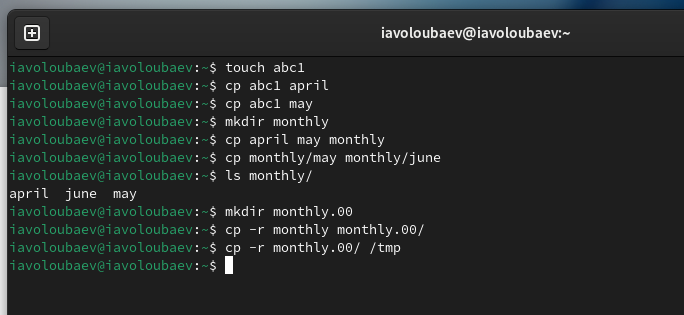 iavoloubaev@iavoloubaev:~
iavoloubaev@iavoloubaev:~$ touch abc1
iavoloubaev@iavoloubaev:~$ cp abc1 april
iavoloubaev@iavoloubaev:~$ cp abc1 may
iavoloubaev@iavoloubaev:~$ mkdir monthly
iavoloubaev@iavoloubaev:~$ cp april may monthly
iavoloubaev@iavoloubaev:~$ cp monthly/may monthly/june
iavoloubaev@iavoloubaev:~$ ls monthly/
april  june  may
iavoloubaev@iavoloubaev:~$ mkdir monthly.00
iavoloubaev@iavoloubaev:~$ cp -r monthly monthly.00/
iavoloubaev@iavoloubaev:~$ cp -r monthly.00/ /tmp
iavoloubaev@iavoloubaev:~$